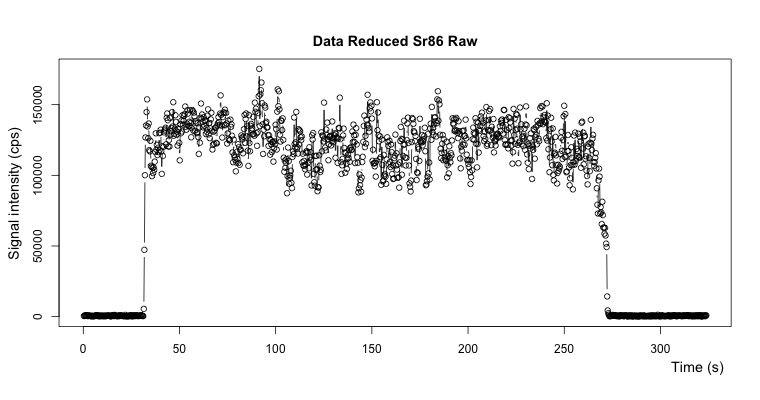 Data Reduced Sr86 Raw
Signal intensity (cps)
150000
100000
50000
0
0 50 100 150 200 250 300
Time (s)